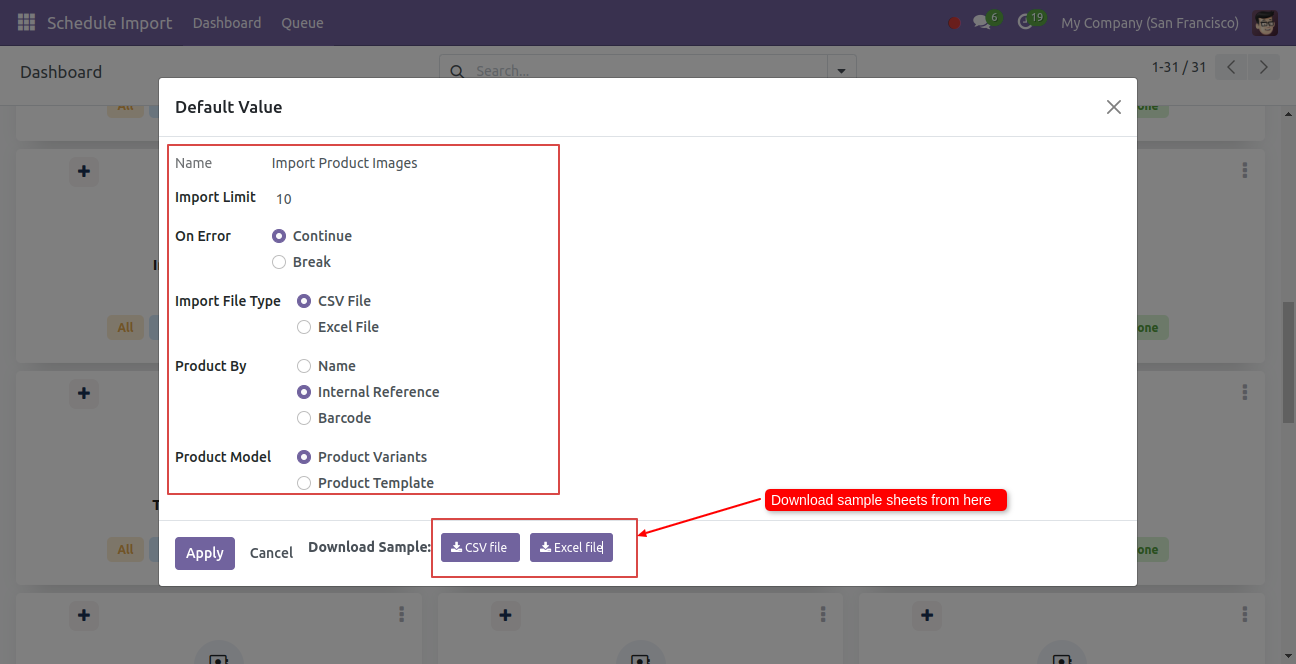 Schedule Import Dashboard Queue 6 19 My Company (San Francisco)
Dashboard Search... 1-31 / 31
Default Value
Name Import Product Images
Import Limit 10
On Error Continue
Break
Import File Type CSV File
Excel File
Product By Name
Internal Reference
Barcode
Product Model Product Variants
Product Template
Download sample sheets from here
Apply Cancel Download Sample: CSV file Excel file
All
All
All